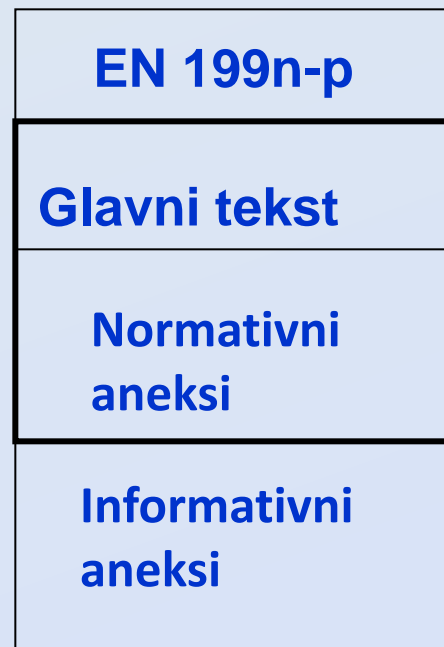 EN 199n-p
Glavni tekst
Normativni
aneksi
Informativni
aneksi